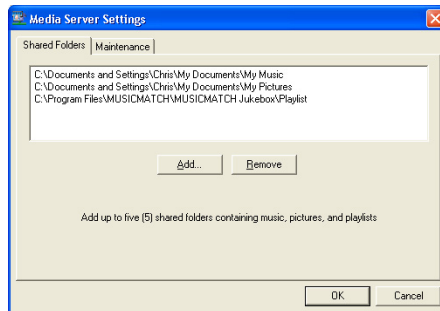 Media Server Settings
Shared Folders Maintenance
C:\Documents and Settings\Chris\My Documents\My Music
C:\Documents and Settings\Chris\My Documents\My Pictures
C:\Program Files\MUSICMATCH\MUSICMATCH Jukebox\Playlist
Add... Remove
Add up to five (5) shared folders containing music, pictures, and playlists
OK Cancel